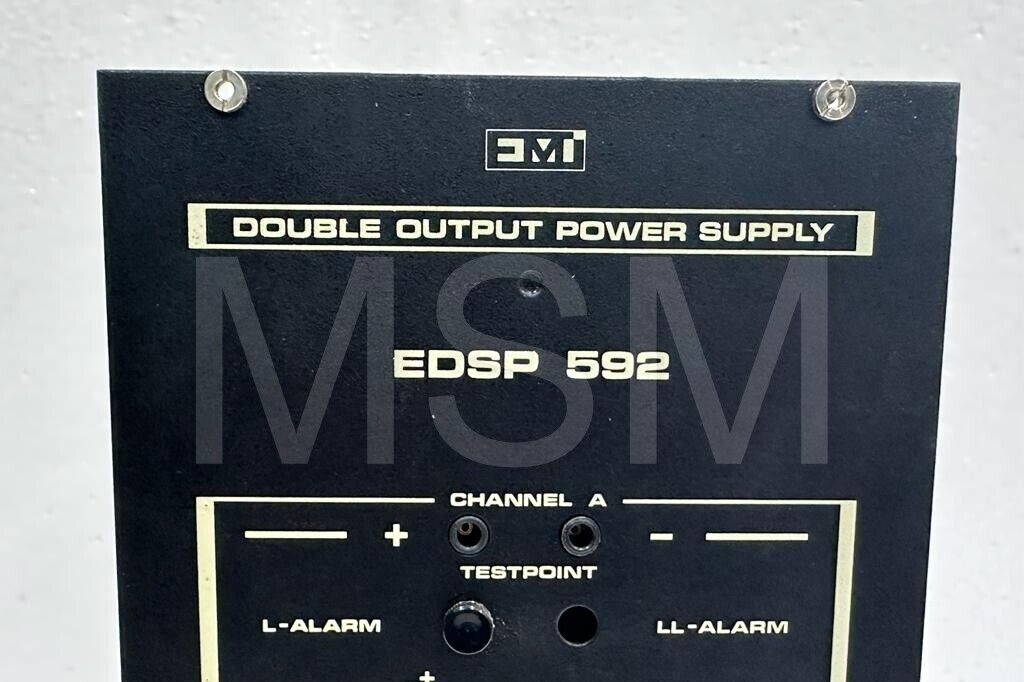 EMI
DOUBLE OUTPUT POWER SUPPLY
MSM
EDSP 592
CHANNEL A
+ -
TESTPOINT
L-ALARM LL-ALARM
+